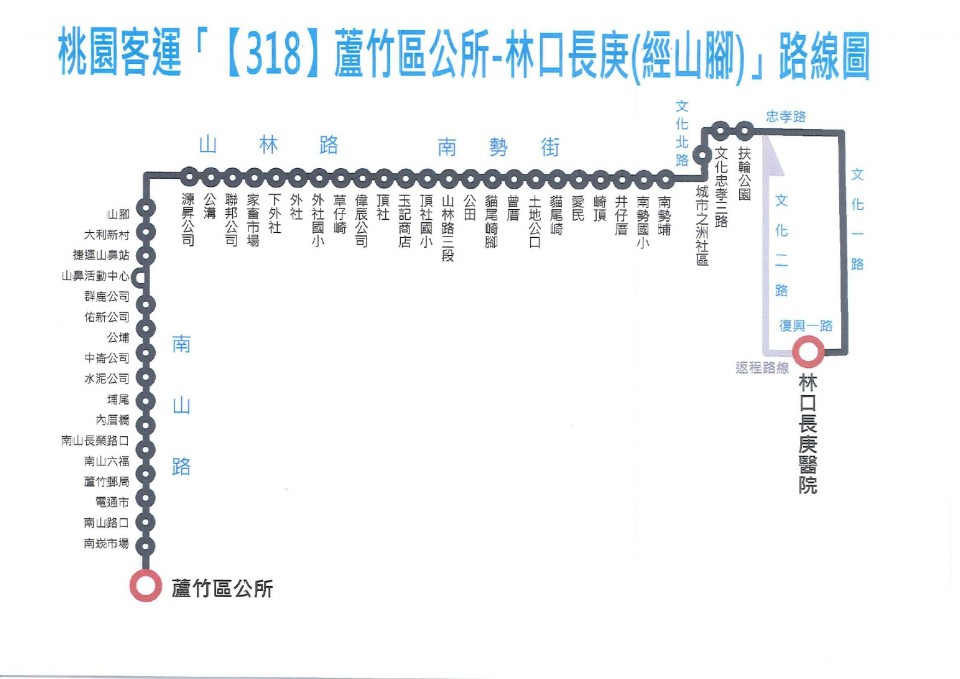 桃園客運「【318】蘆竹區公所-林口長庚(經山腳)」路線圖
山林路
南勢街
文化北路
忠孝路
文化一路
文化二路
復興一路
返程路線
林口長庚醫院
扶輪公園
文化忠孝三路
城市之洲社區
源昇公司
公溝
聯邦公司
家畜市場
下外社
外社
外社國小
草仔崎
偉辰公司
頂社
玉記商店
頂社國小
山林路三段
公田
貓尾崎腳
曾厝
土地公口
貓尾崎
愛民
崎頂
井仔厝
南勢國小
南勢埔
山腳
大利新村
捷運山鼻站
山鼻活動中心
群鹿公司
佑新公司
公埔
中崙公司
水泥公司
埔尾
內厝橋
南山長榮路口
南山六福
蘆竹郵局
電通市
南山路口
南崁市場
南山路
蘆竹區公所